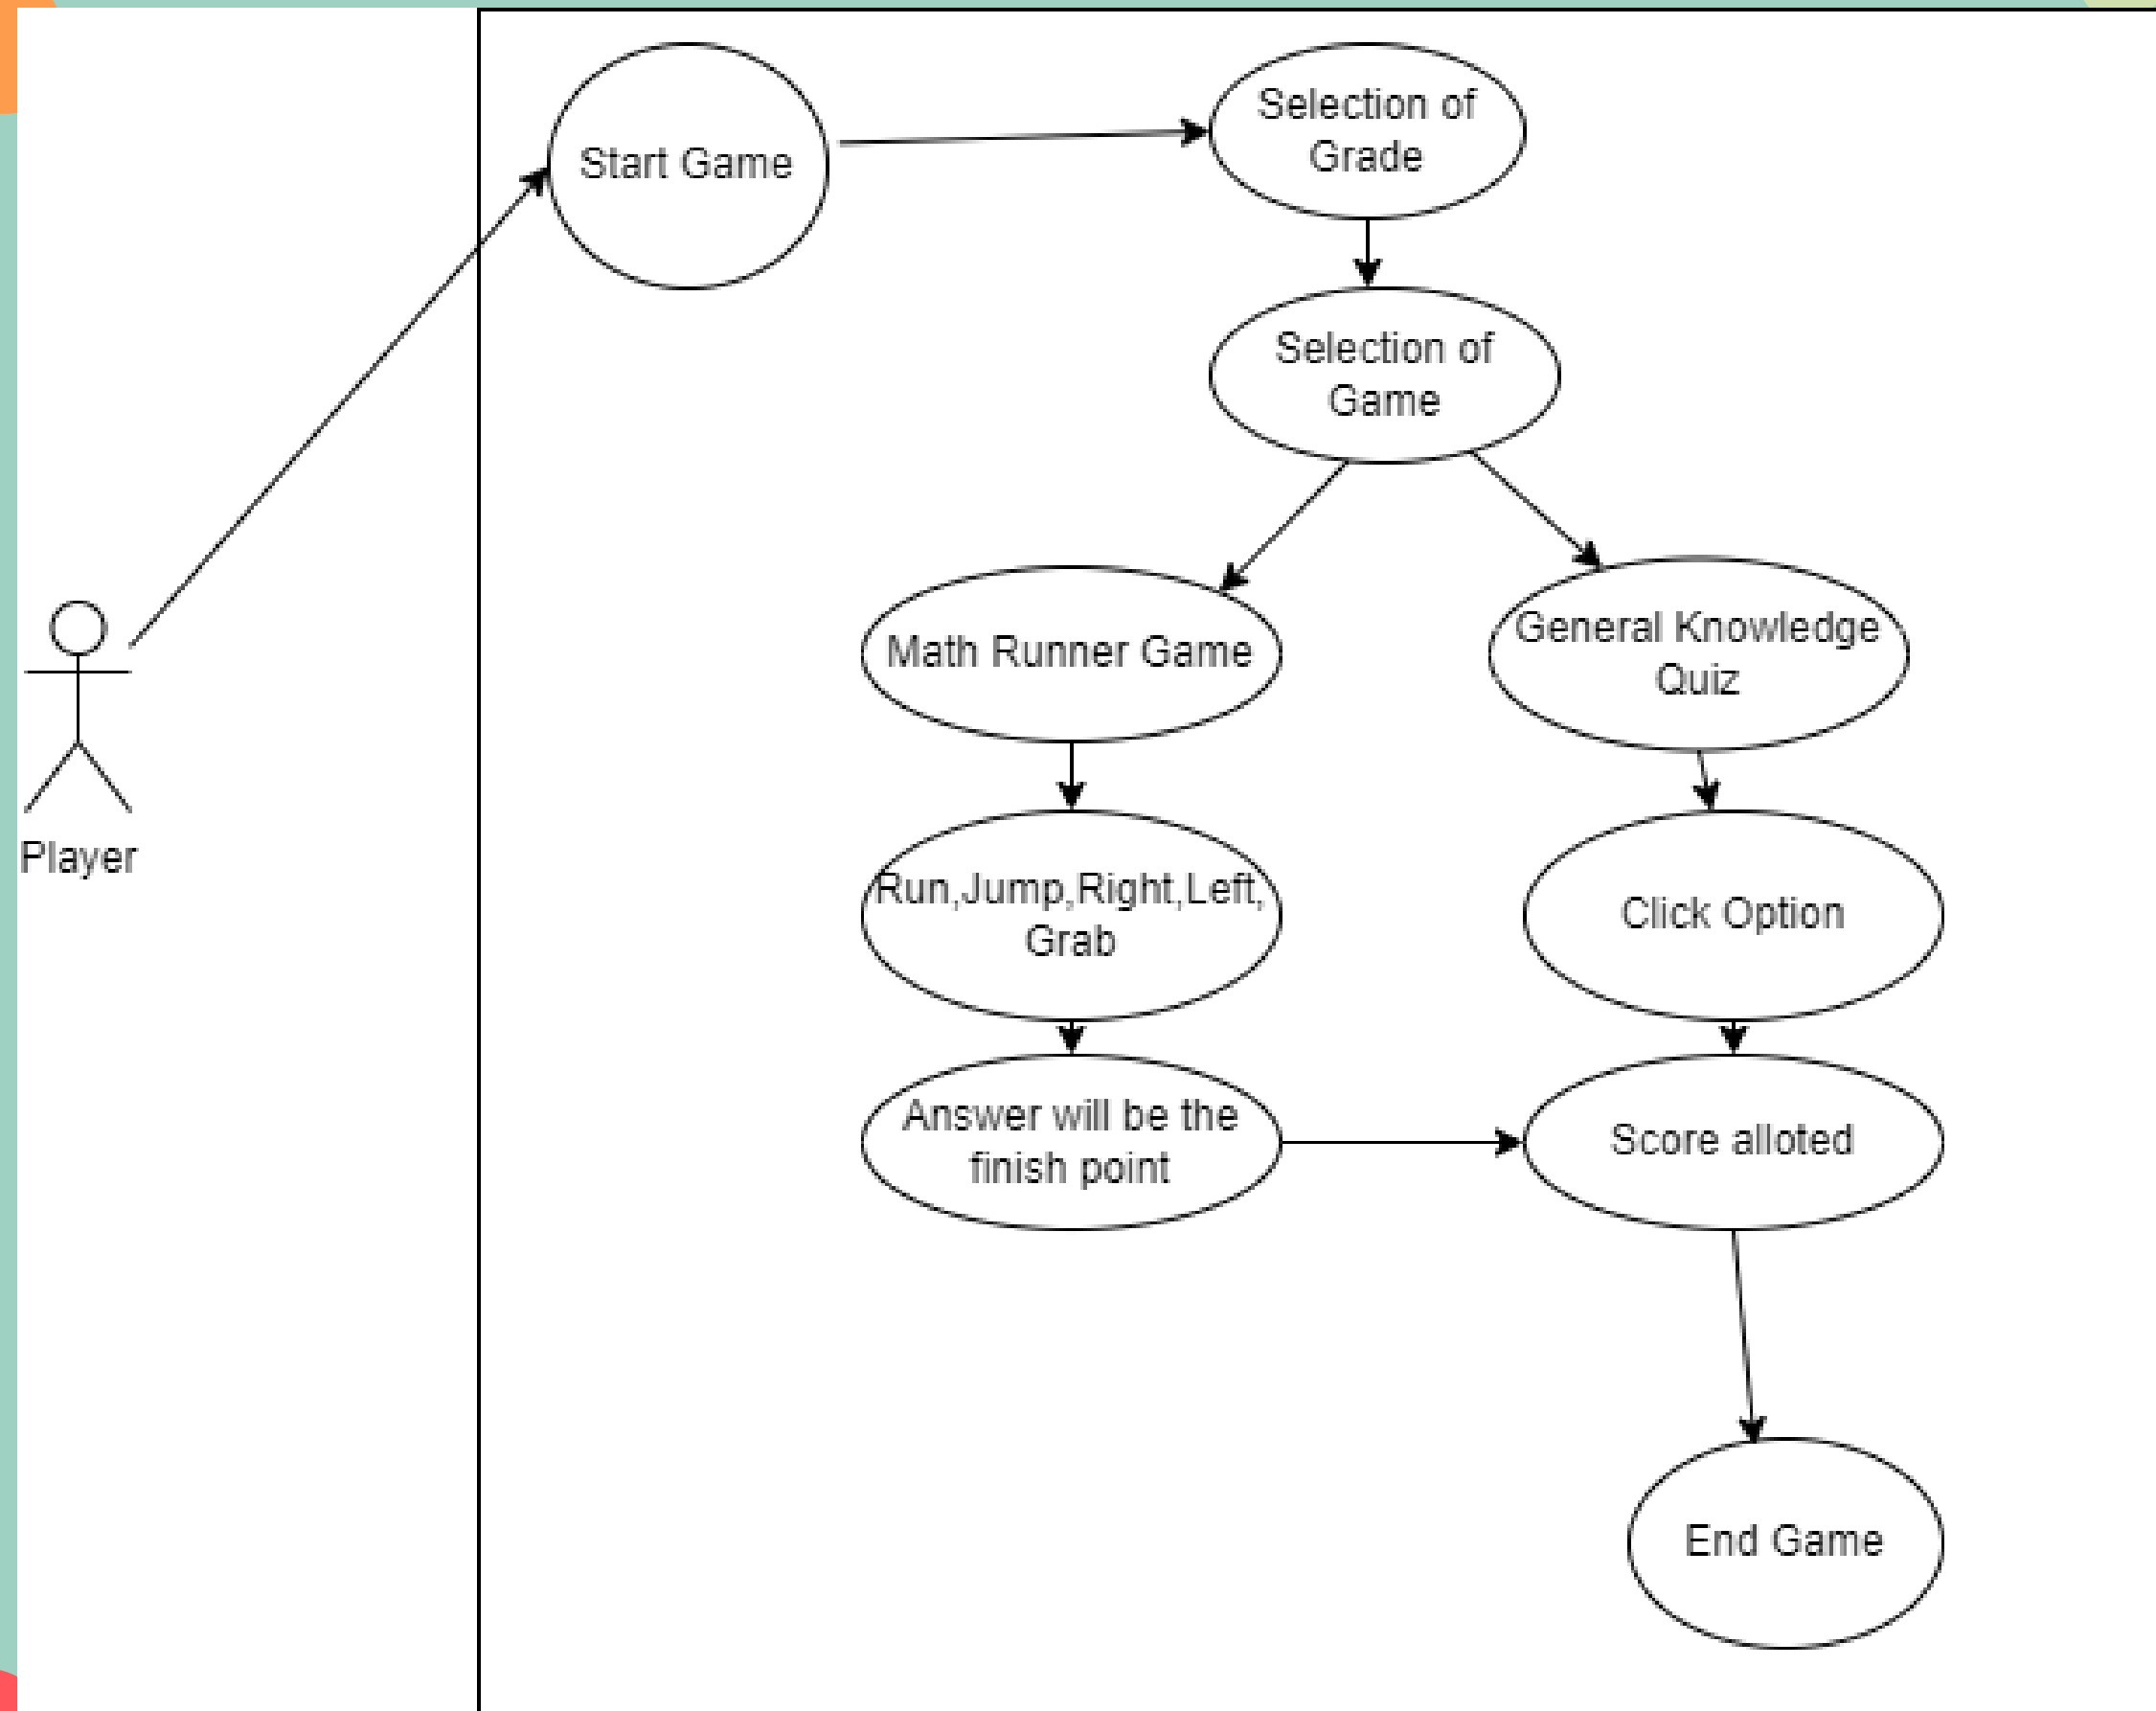 Start Game
Selection of
Grade
Selection of
Game
Math Runner Game
General Knowledge
Quiz
Player
Run,Jump,Right,Left,
Grab
Click Option
Answer will be the
finish point
Score alloted
End Game